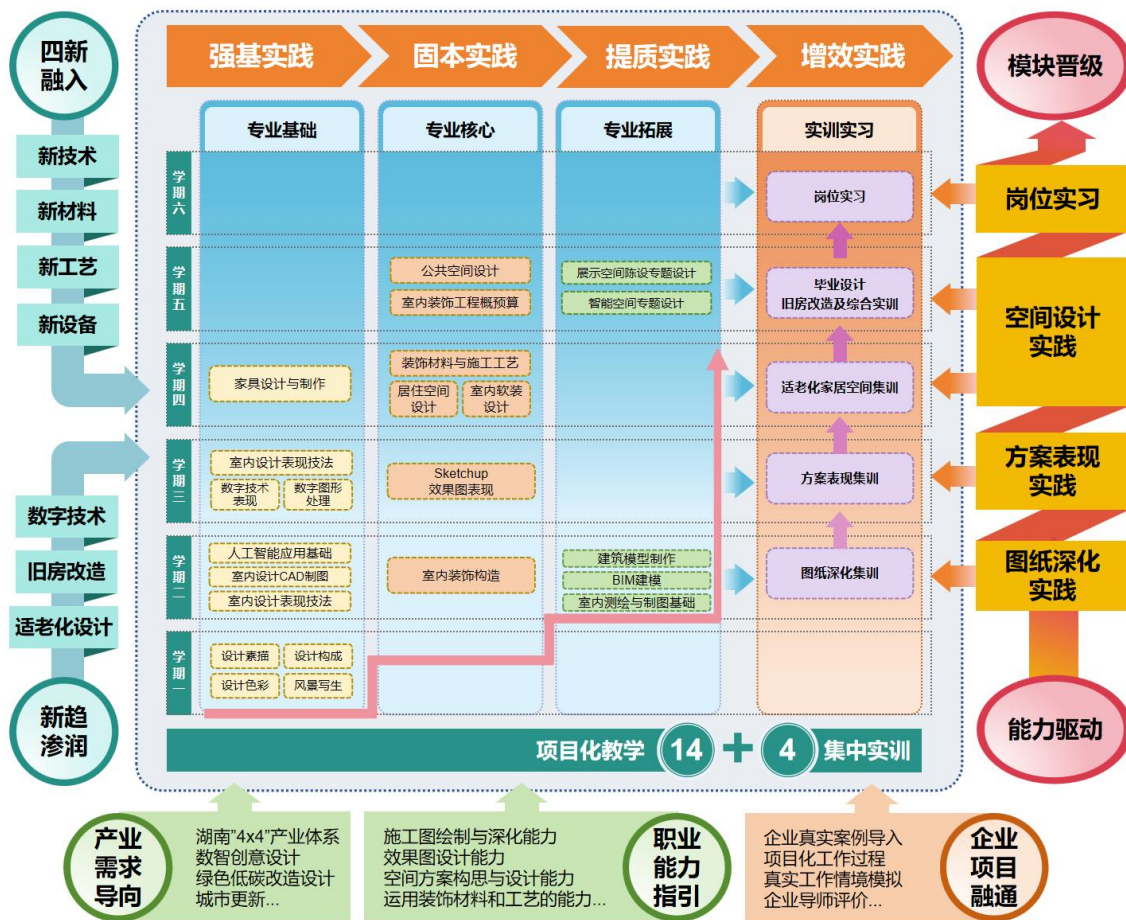 四新
融入
新技术
新材料
新工艺
新设备
数字技术
旧房改造
适老化设计
新趋
渗润
强基实践
固本实践
提质实践
增效实践
专业基础
专业核心
专业拓展
实训实习
学期六
岗位实习
学期五
公共空间设计
室内装饰工程概预算
展示空间陈设专题设计
智能空间专题设计
毕业设计
旧房改造及综合实训
学期四
家具设计与制作
装饰材料与施工工艺
居住空间
设计
室内软装
设计
适老化家居空间集训
学期三
室内设计表现技法
数字技术
表现
数字图形
处理
Sketchup
效果图表现
方案表现集训
学期二
人工智能应用基础
室内设计CAD制图
室内设计表现技法
室内装饰构造
建筑模型制作
BIM建模
室内测绘与制图基础
图纸深化集训
学期一
设计素描
设计构成
设计色彩
风景写生
项目化教学 14 + 4 集中实训
模块晋级
岗位实习
空间设计
实践
方案表现
实践
图纸深化
实践
能力驱动
产业
需求
导向
湖南”4x4”产业体系
数智创意设计
绿色低碳改造设计
城市更新...
施工图绘制与深化能力
效果图设计能力
空间方案构思与设计能力
运用装饰材料和工艺的能力...
职业
能力
指引
企业真实案例导入
项目化工作过程
真实工作情境模拟
企业导师评价...
企业
项目
融通